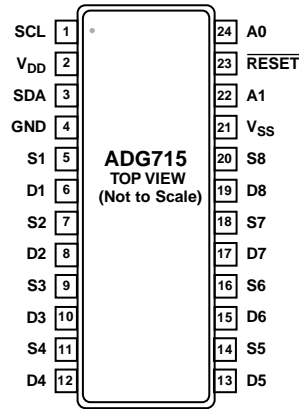 SCL 1 24 A0
VDD 2 23 RESET
SDA 3 22 A1
GND 4 21 VSS
S1 5 20 S8
ADG715
D1 6 19 D8
TOP VIEW
(Not to Scale)
S2 7 18 S7
D2 8 17 D7
S3 9 16 S6
D3 10 15 D6
S4 11 14 S5
D4 12 13 D5